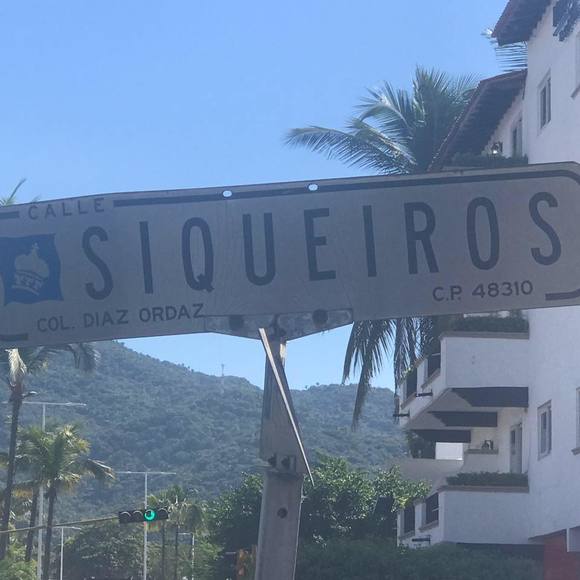 CALLE
SIQUEIROS
COL. DIAZ ORDAZ
C.P. 48310